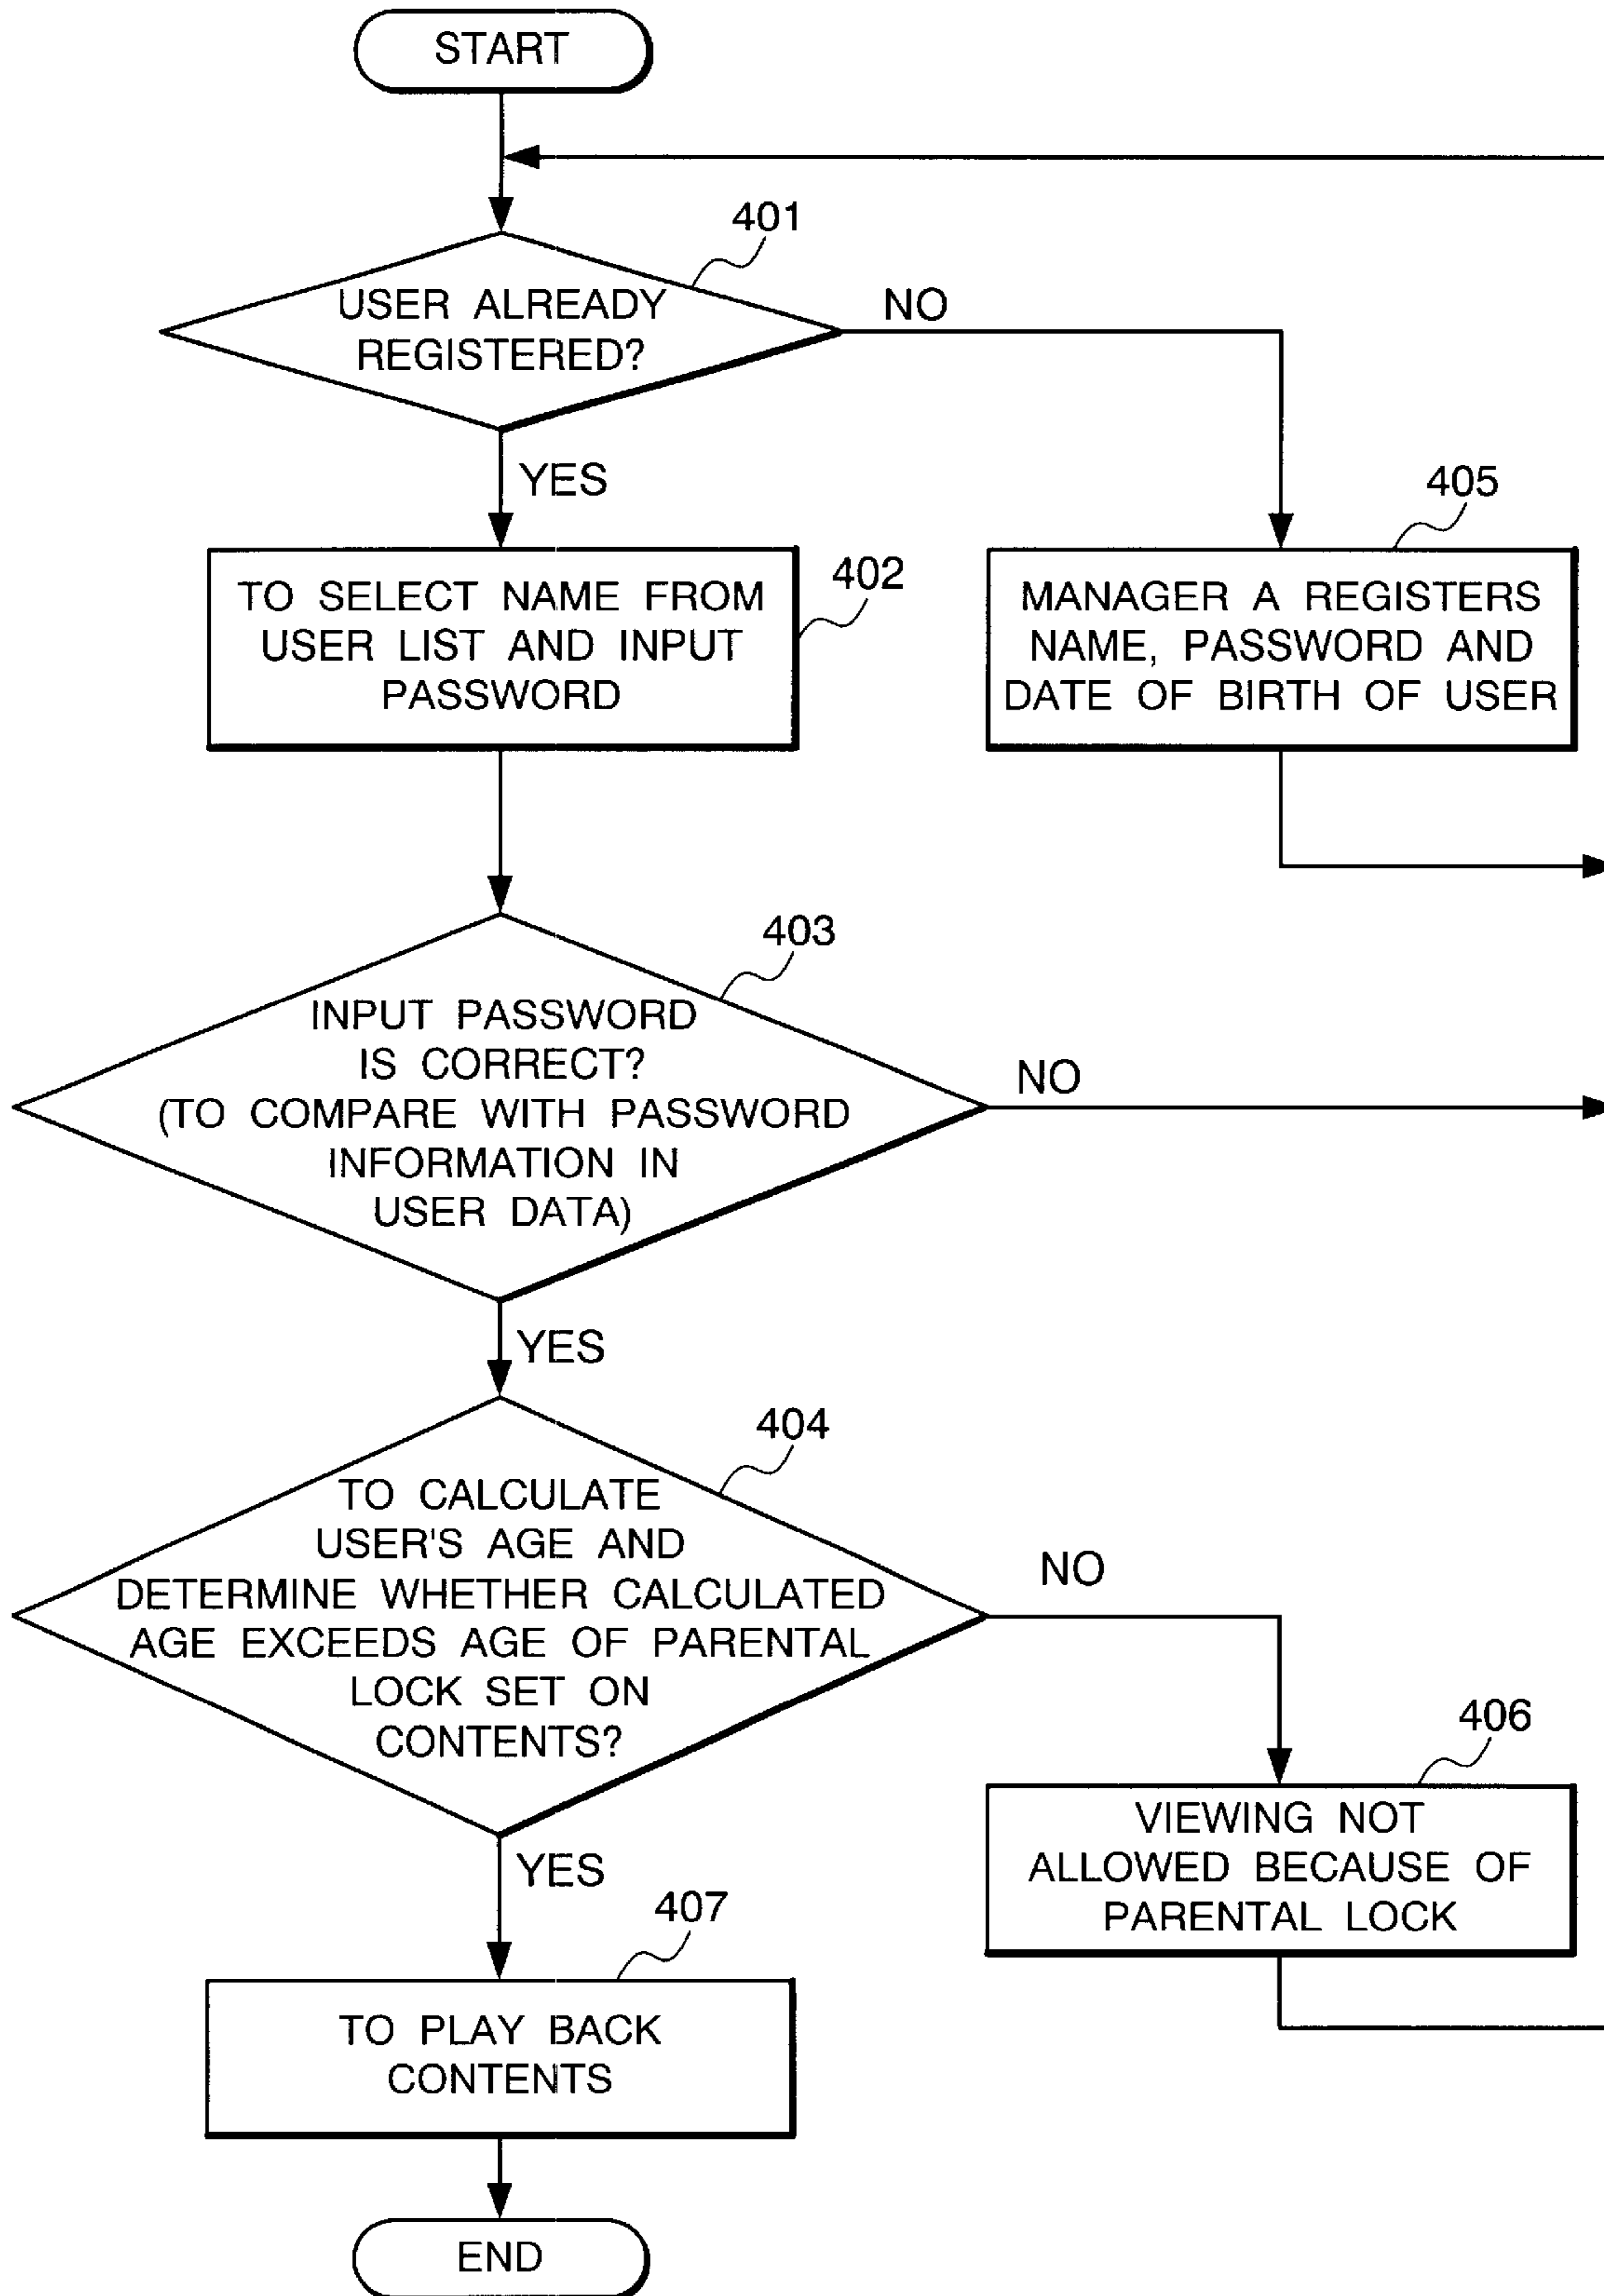 START
401
USER ALREADY
REGISTERED?
NO
YES
402
TO SELECT NAME FROM
USER LIST AND INPUT
PASSWORD
405
MANAGER A REGISTERS
NAME, PASSWORD AND
DATE OF BIRTH OF USER
403
INPUT PASSWORD
IS CORRECT?
(TO COMPARE WITH PASSWORD
INFORMATION IN
USER DATA)
NO
YES
404
TO CALCULATE
USER'S AGE AND
DETERMINE WHETHER CALCULATED
AGE EXCEEDS AGE OF PARENTAL
LOCK SET ON
CONTENTS?
NO
YES
406
VIEWING NOT
ALLOWED BECAUSE OF
PARENTAL LOCK
407
TO PLAY BACK
CONTENTS
END